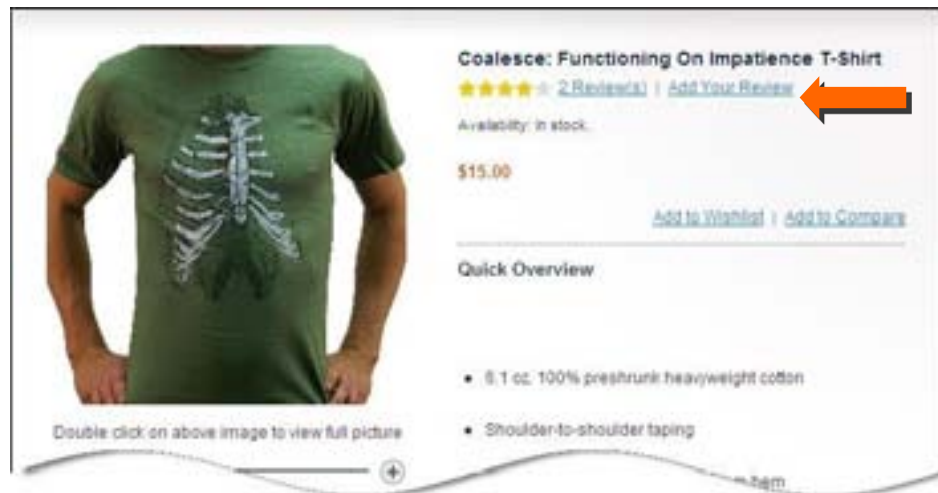 Coalesce: Functioning On Impatience T-Shirt
2 Review(s) | Add Your Review
Availability: In stock.
$15.00
Add to Wishlist | Add to Compare
Quick Overview
• 6.1 oz. 100% preshrunk heavyweight cotton
• Shoulder-to-shoulder taping
hem
Double click on above image to view full picture